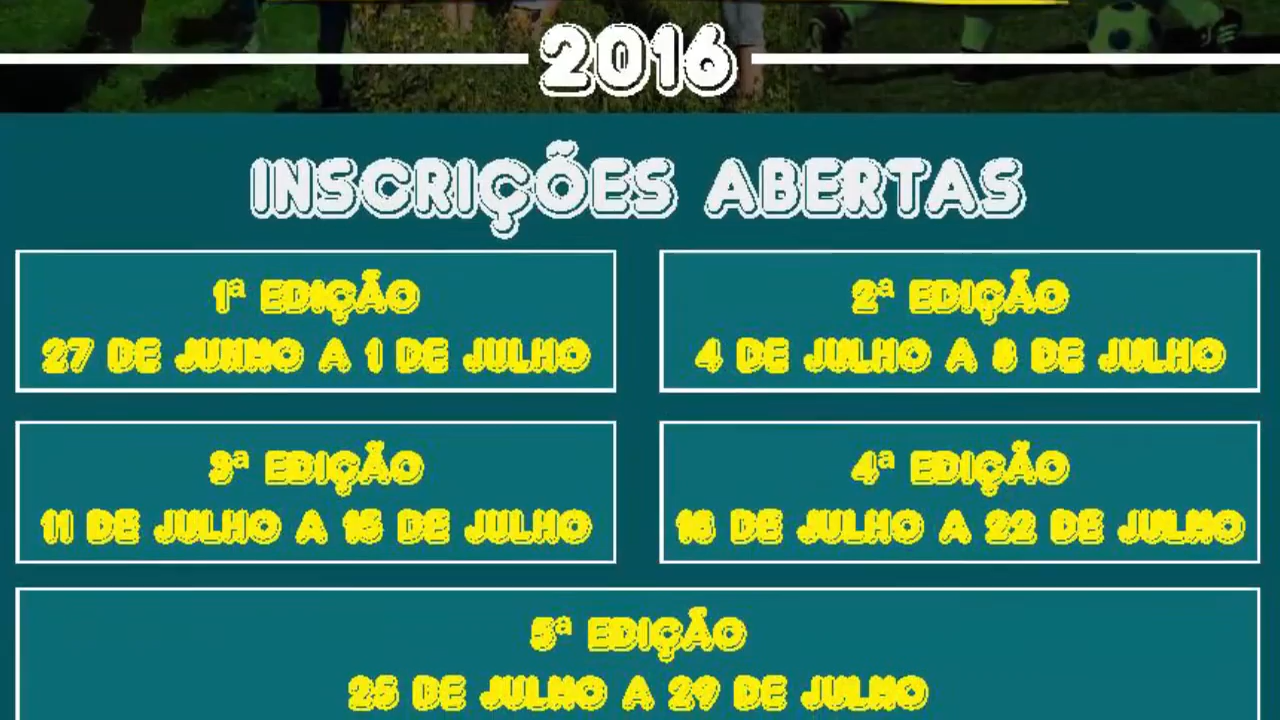 2016
INSCRIÇÕES ABERTAS
1ª EDIÇÃO
27 DE JUNHO A 1 DE JULHO
2ª EDIÇÃO
4 DE JULHO A 8 DE JULHO
3ª EDIÇÃO
11 DE JULHO A 15 DE JULHO
4ª EDIÇÃO
DE JULHO A 22 DE JULHO
5ª EDIÇÃO
25 DE JULHO A 29 DE JULHO